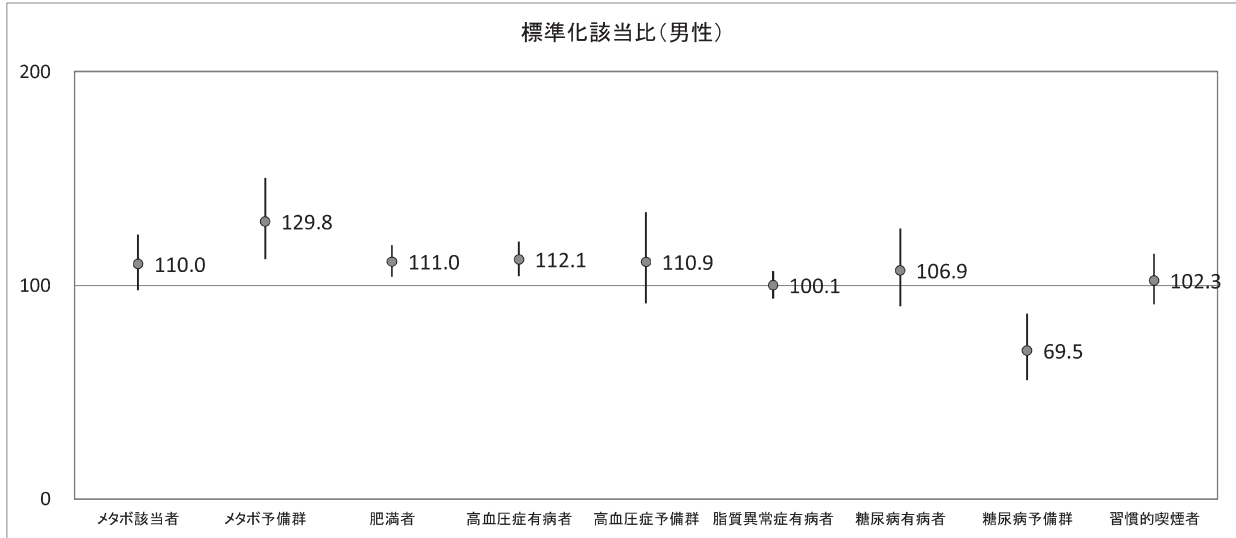 標準化該当比(男性)
200
129.8
110.0
111.0
112.1
110.9
100.1
106.9
102.3
100
69.5
0
メタボ該当者
メタボ予備群
肥満者
高血圧症有病者
高血圧症予備群
脂質異常症有病者
糖尿病有病者
糖尿病予備群
習慣的喫煙者